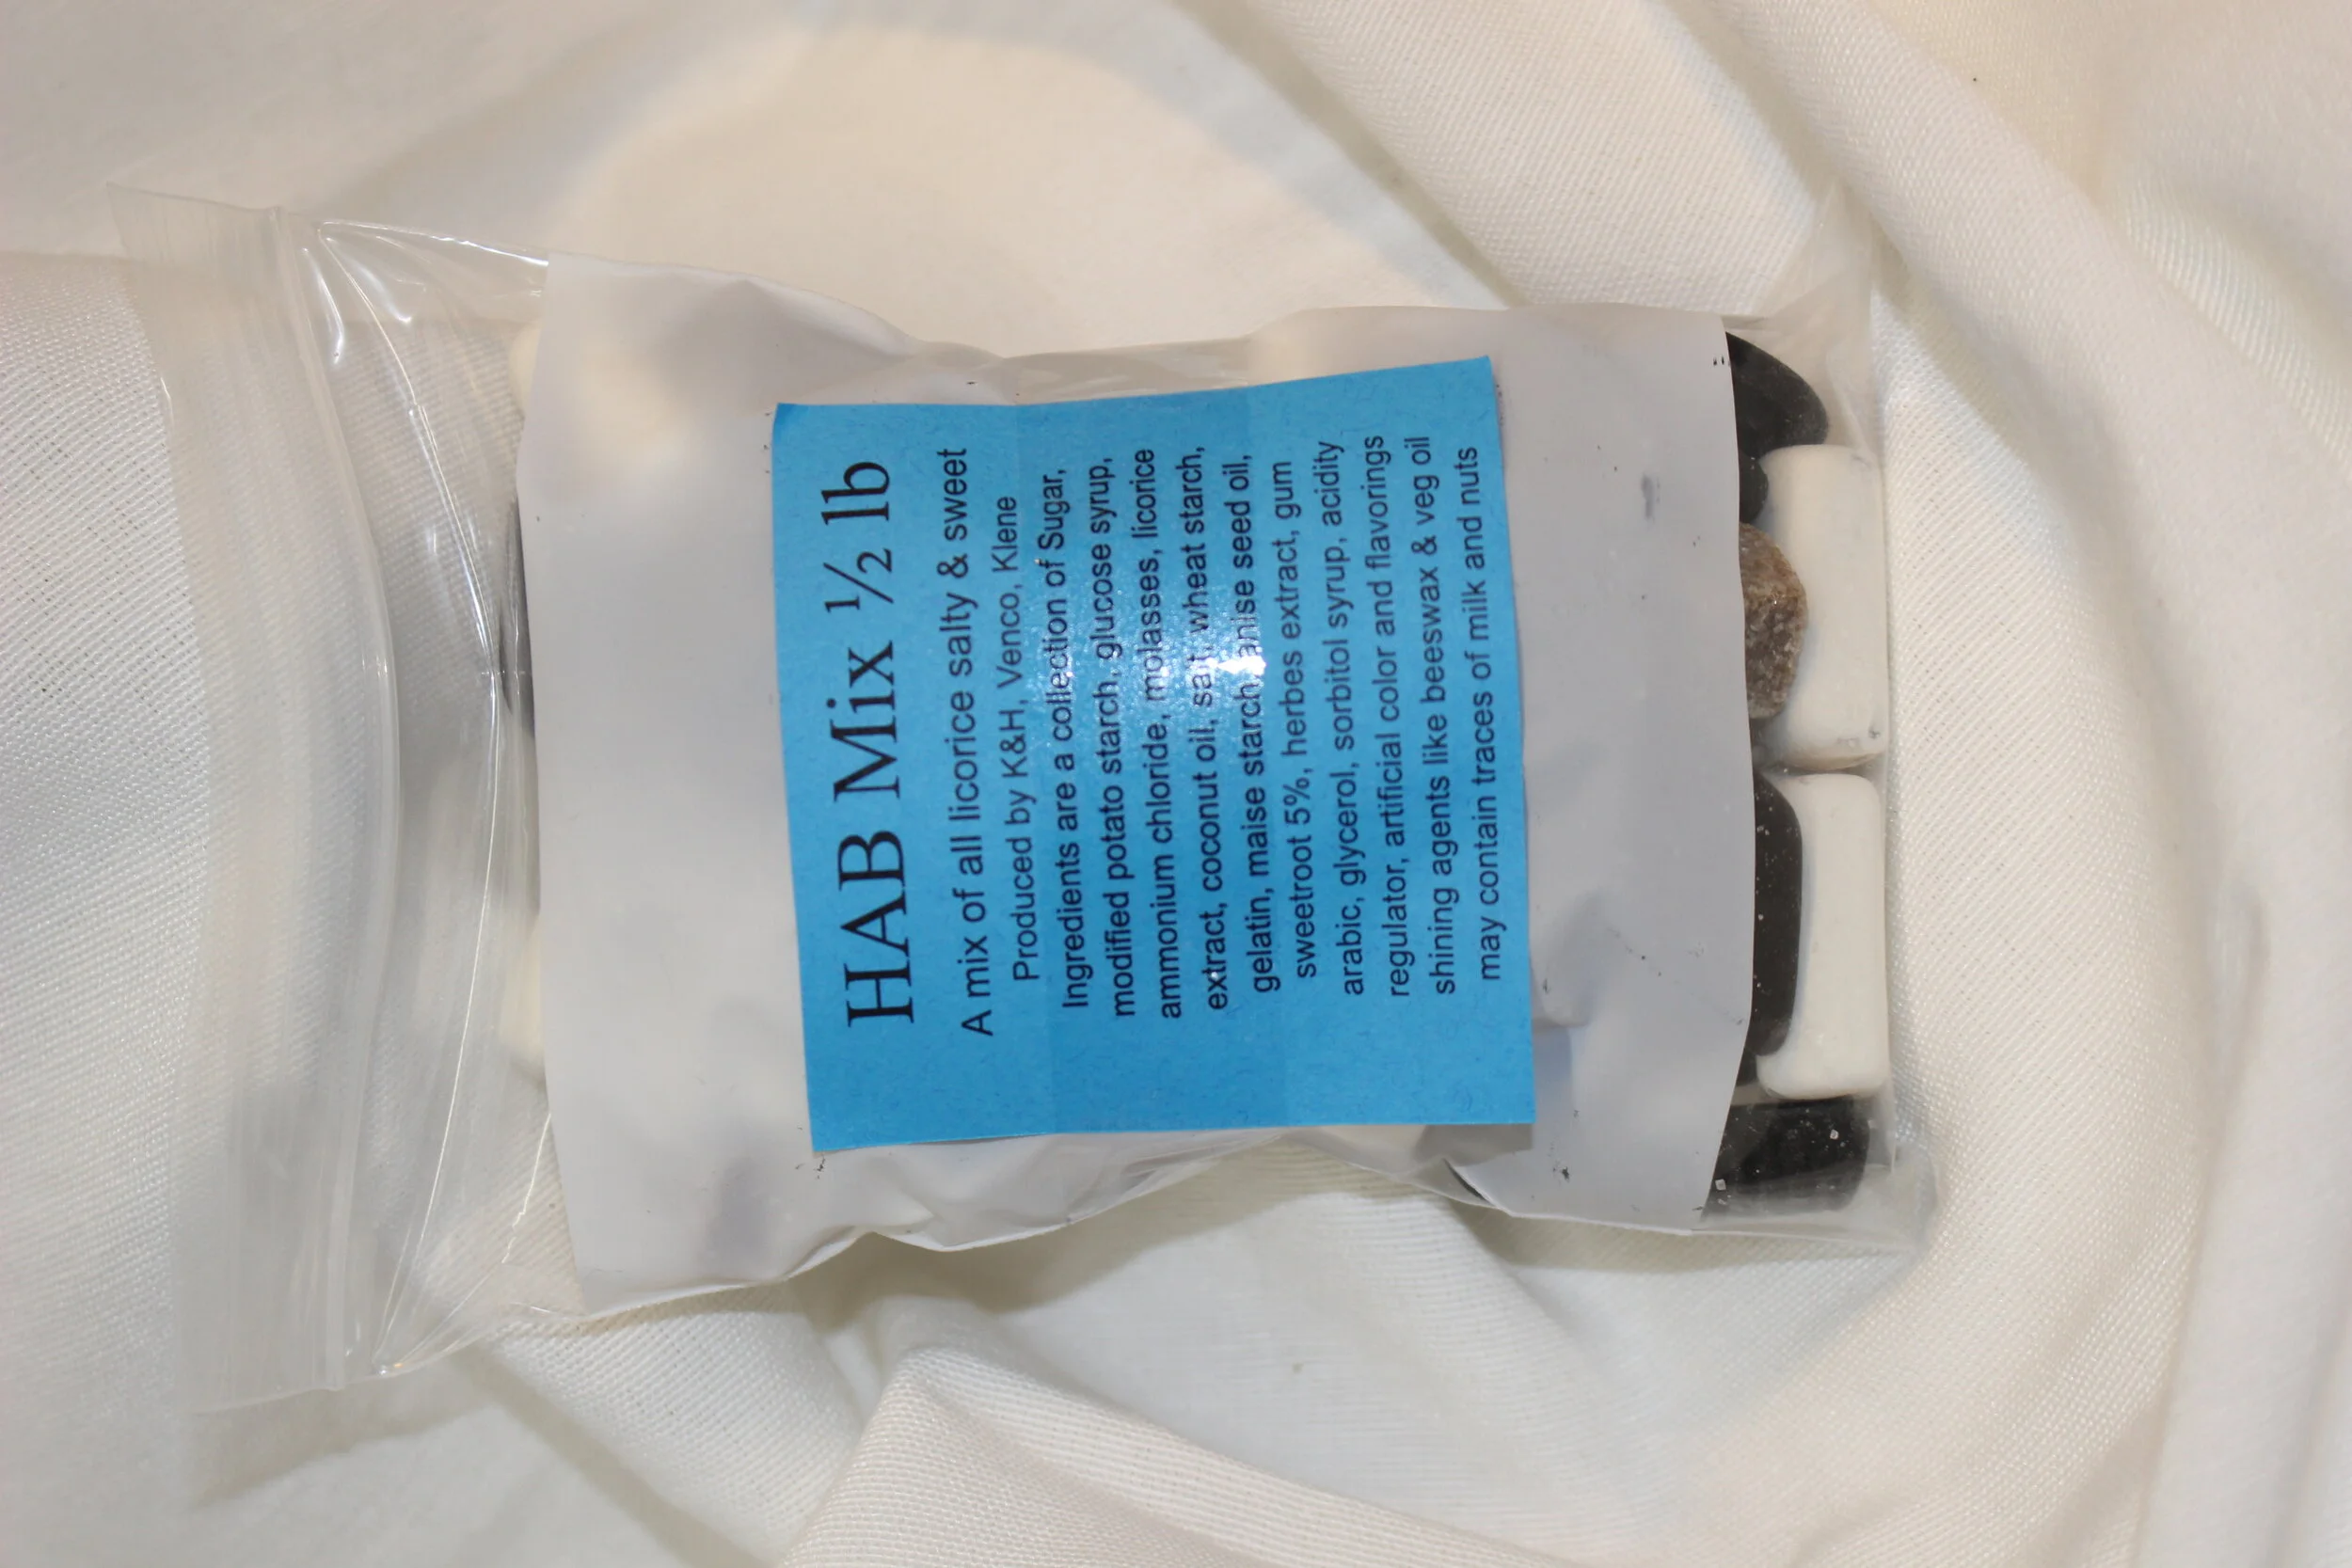 HAB Mix ½ lb
A mix of all licorice salty & sweet
Produced by K&H, Venco, Klene
Ingredients are a collection of Sugar,
modified potato starch, glucose syrup,
ammonium chloride, molasses, licorice
extract, coconut oil, salt, wheat starch,
gelatin, maise starch, anise seed oil,
sweetroot 5%, herbes extract, gum
arabic, glycerol, sorbitol syrup, acidity
regulator, artificial color and flavorings
shining agents like beeswax & veg oil
may contain traces of milk and nuts